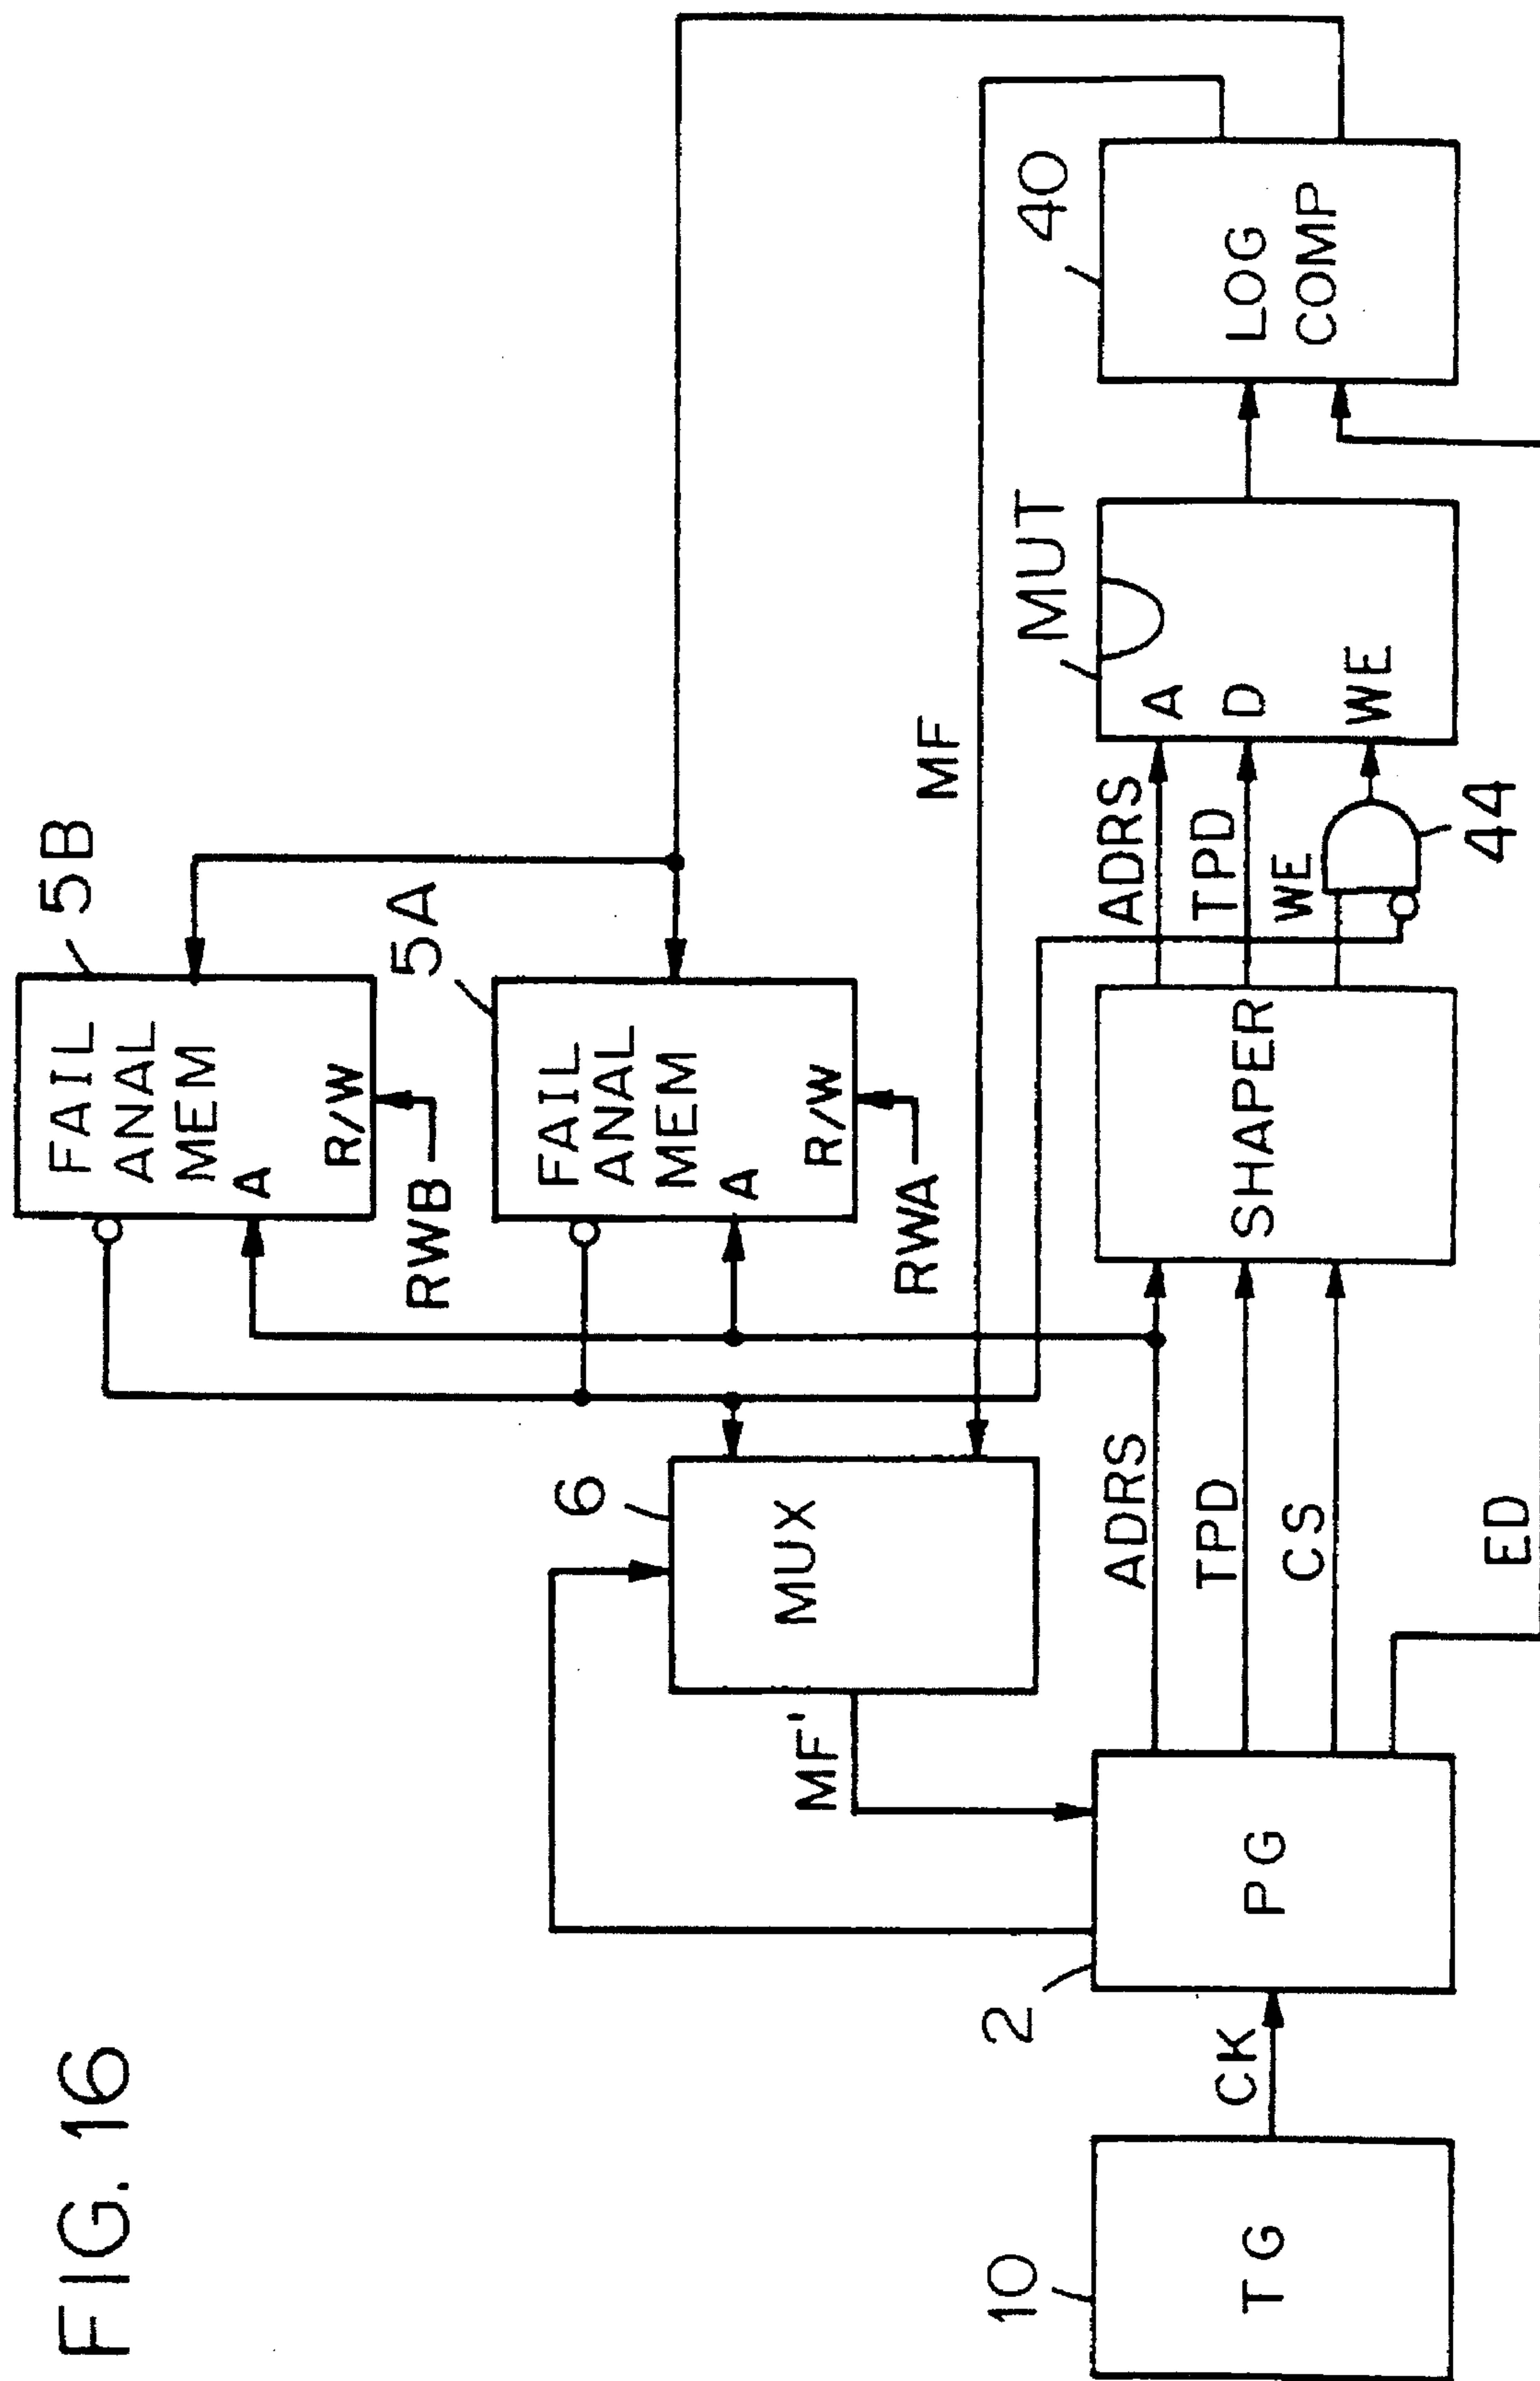 FIG. 16
5B
FAIL
ANAL
MEM
A
R/W
RWB
5A
FAIL
ANAL
MEM
A
R/W
RWA
6
MUX
MF'
MF
10
TG
CK
2
PG
ADRS
TPD
CS
ED
SHAPER
ADRS
TPD
WE
44
MUT
A
D
WE
40
LOG
COMP